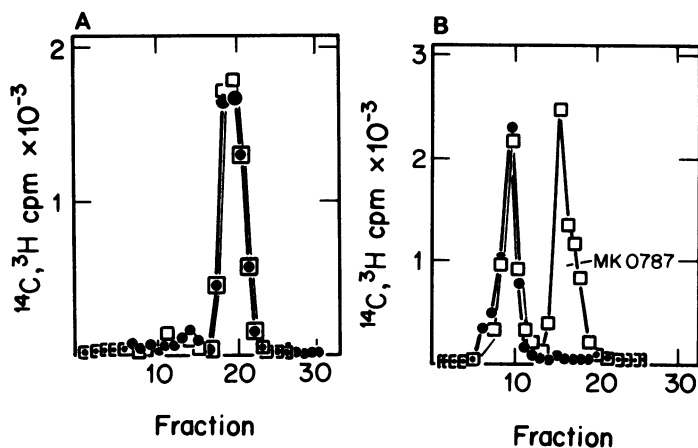 A
2
1
¹⁴C, ³H cpm ×10⁻³
10 20 30
Fraction
B
3
2
1
¹⁴C, ³H cpm ×10⁻³
MK 0787
10 20 30
Fraction